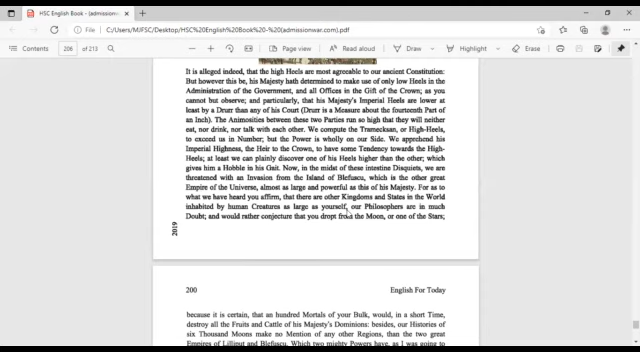 HSC English Book - (admissionwar.c
File
C:/Users/MJFSC/Desktop/HSC%20English%20Book%20-%20(admissionwar.com).pdf
Contents
206
of 213
Page view
Read aloud
Draw
Highlight
Erase
It is alleged indeed, that the high Heels are most agreeable to our ancient Constitution:
But however this be, his Majesty hath determined to make use of only low Heels in the
Administration of the Government, and all Offices in the Gift of the Crown; as you
cannot but observe; and particularly, that his Majesty's Imperial Heels are lower at
least by a Drurr than any of his Court (Drurr is a Measure about the fourteenth Part of
an Inch). The Animosities between these two Parties run so high that they will neither
eat, nor drink, nor talk with each other. We compute the Tramecksan, or High-Heels,
to exceed us in Number; but the Power is wholly on our Side. We apprehend his
Imperial Highness, the Heir to the Crown, to have some Tendency towards the High-
Heels; at least we can plainly discover one of his Heels higher than the other; which
gives him a Hobble in his Gait. Now, in the midst of these intestine Disquiets, we are
threatened with an Invasion from the Island of Blefuscu, which is the other great
Empire of the Universe, almost as large and powerful as this of his Majesty. For as to
what we have heard you affirm, that there are other Kingdoms and States in the World
inhabited by human Creatures as large as yourself, our Philosophers are in much
Doubt; and would rather conjecture that you dropt from the Moon, or one of the Stars;
2019
200
English For Today
because it is certain, that an hundred Mortals of your Bulk, would, in a short Time,
destroy all the Fruits and Cattle of his Majesty's Dominions: besides, our Histories of
six Thousand Moons make no Mention of any other Regions, than the two great
Empires of Lilliput and Blefuscu. Which two mighty Powers have, as I was going to